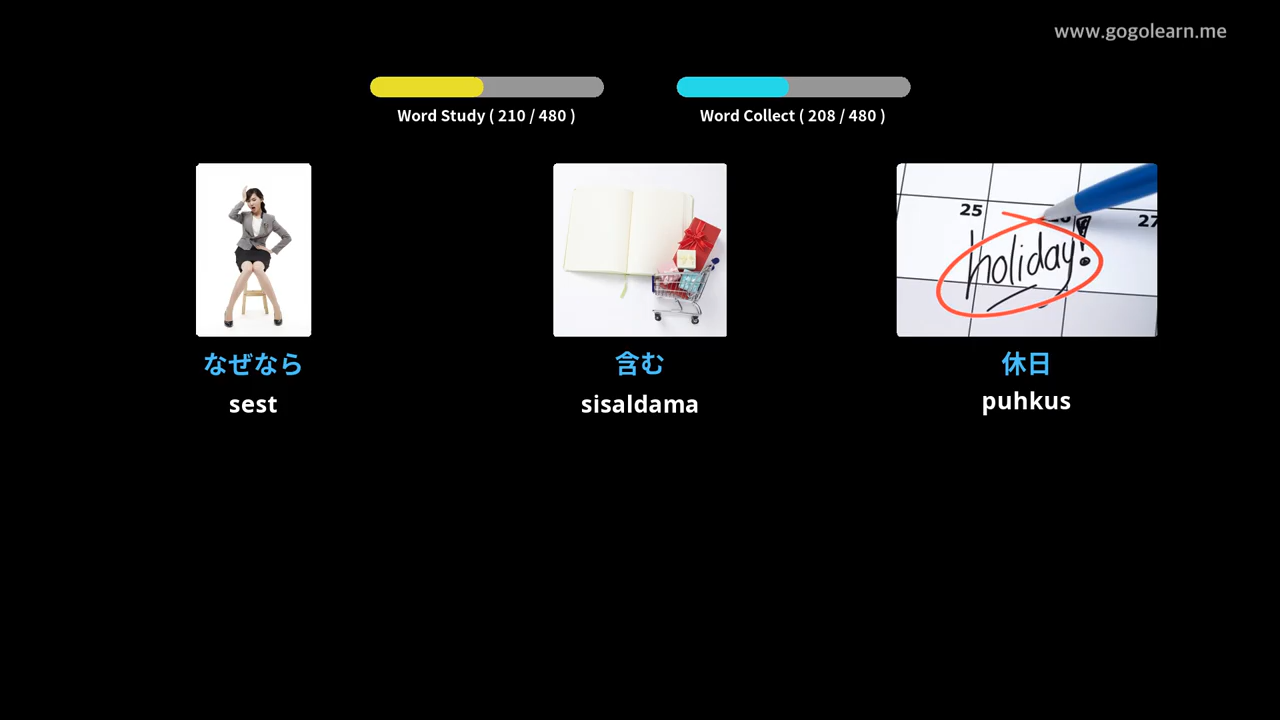 www.gogolearn.me
Word Study ( 210 / 480 )
Word Collect ( 208 / 480 )
25
27
holiday!
なぜなら
含む
休日
sest
sisaldama
puhkus